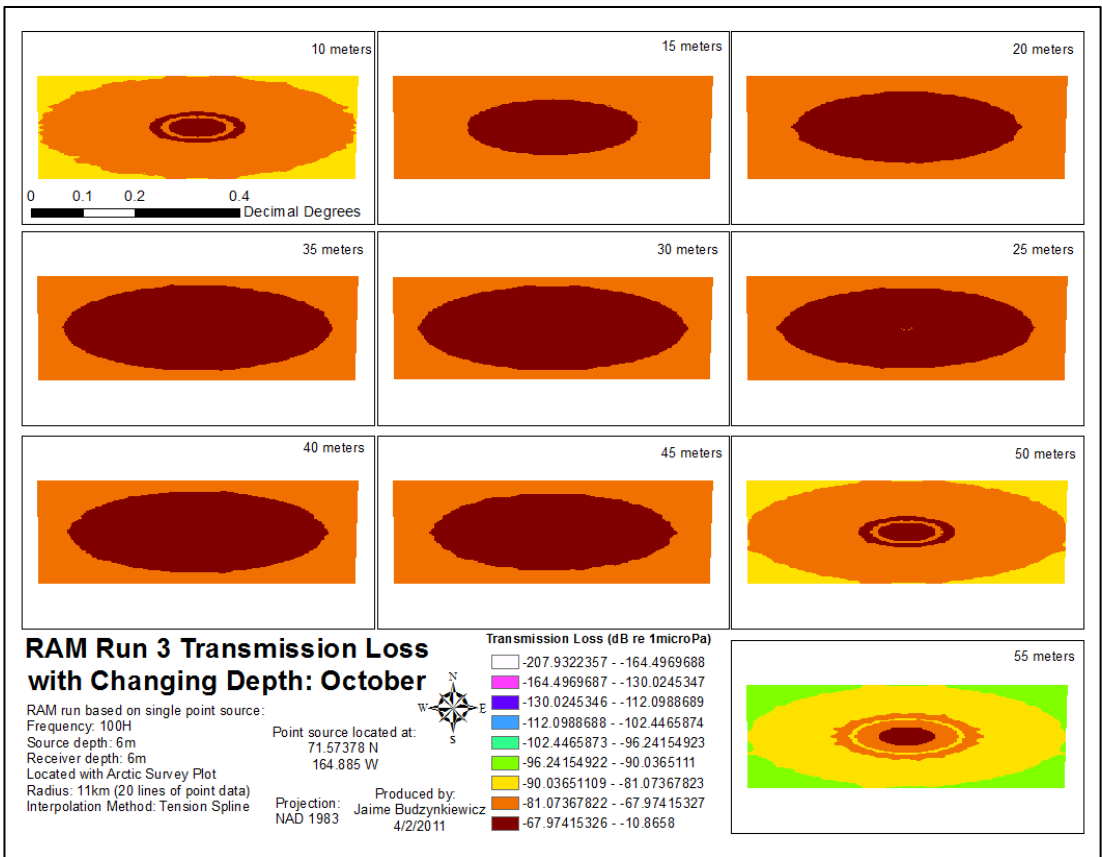 10 meters
15 meters
20 meters
0 0.1 0.2 0.4
Decimal Degrees
35 meters
30 meters
25 meters
40 meters
45 meters
50 meters
RAM Run 3 Transmission Loss
with Changing Depth: October
RAM run based on single point source:
Frequency: 100H
Source depth: 6m
Receiver depth: 6m
Located with Arctic Survey Plot
Radius: 11km (20 lines of point data)
Interpolation Method: Tension Spline
Point source located at:
71.57378 N
164.885 W
Projection:
NAD 1983
Produced by:
Jaime Budzynkiewicz
4/2/2011
N
W E
S
Transmission Loss (dB re 1microPa)
-207.9322357 - -164.4969688
-164.4969687 - -130.0245347
-130.0245346 - -112.0988689
-112.0988688 - -102.4465874
-102.4465873 - -96.24154923
-96.24154922 - -90.0365111
-90.03651109 - -81.07367823
-81.07367822 - -67.97415327
-67.97415326 - -10.8658
55 meters